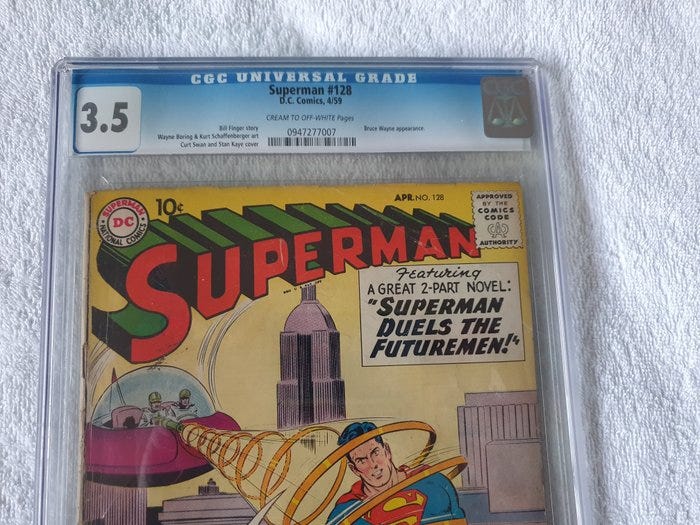 CGC UNIVERSAL GRADE
3.5
Superman #128
D.C. Comics, 4/59
CREAM TO OFF-WHITE Pages
Bill Finger story
Wayne Boring & Kurt Schaffenberger art
Curt Swan and Stan Kaye cover
0947277007
Bruce Wayne appearance.
CGC
SUPERMAN
DC
NATIONAL COMICS
10¢
APR. NO. 128
APPROVED
BY THE
COMICS
CODE
CA
AUTHORITY
SUPERMAN
Featuring
A GREAT 2-PART NOVEL:
"SUPERMAN
DUELS THE
FUTUREMEN!"